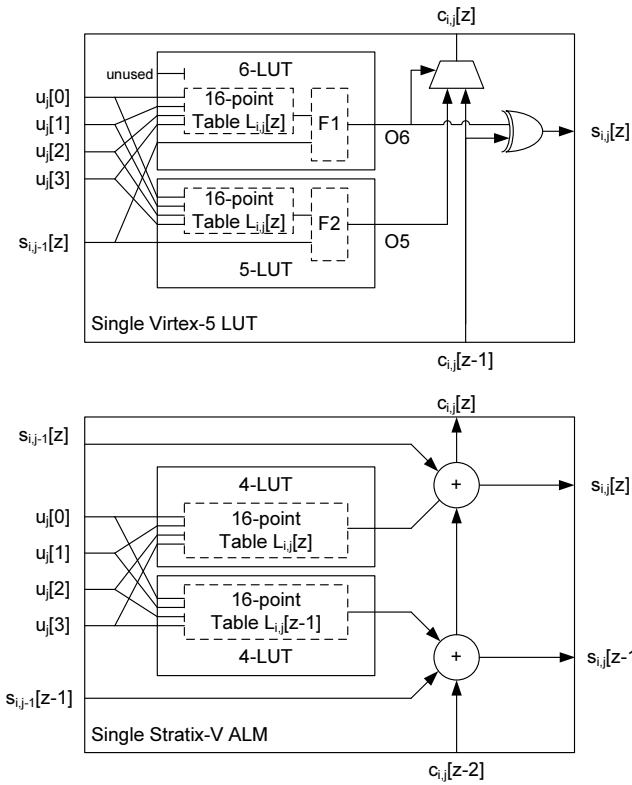 c_{i,j}[z]
6-LUT
unused
u_j[0]
16-point
Table L_{i,j}[z]
F1
u_j[1]
O6
s_{i,j}[z]
u_j[2]
u_j[3]
16-point
Table L_{i,j}[z]
F2
s_{i,j-1}[z]
O5
5-LUT
Single Virtex-5 LUT
c_{i,j}[z-1]
c_{i,j}[z]
s_{i,j-1}[z]
4-LUT
+
s_{i,j}[z]
u_j[0]
16-point
Table L_{i,j}[z]
u_j[1]
u_j[2]
16-point
Table L_{i,j}[z-1]
u_j[3]
4-LUT
+
s_{i,j}[z-1
s_{i,j-1}[z-1]
Single Stratix-V ALM
c_{i,j}[z-2]